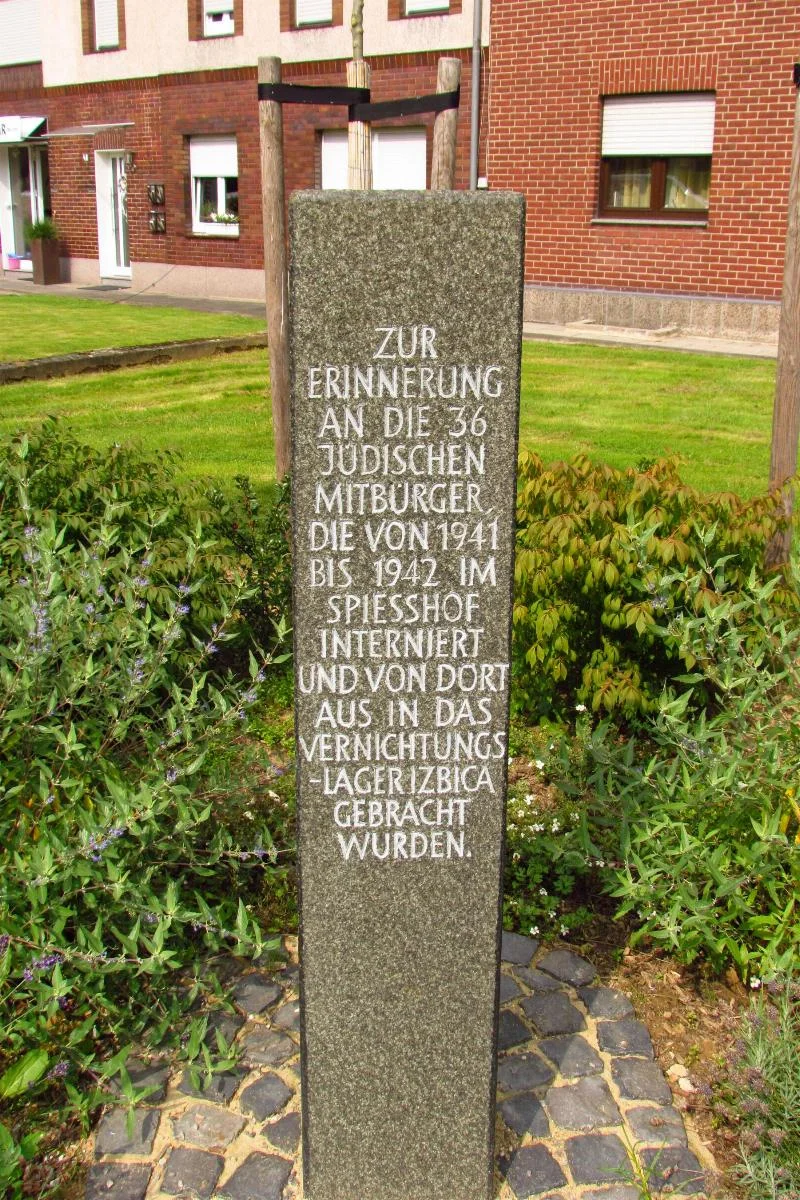 ZUR
ERINNERUNG
AN DIE 36
JÜDISCHEN
MITBÜRGER,
DIE VON 1941
BIS 1942 IM
SPIESSHOF
INTERNIERT
UND VON DORT
AUS IN DAS
VERNICHTUNGS
-LAGER IZBICA
GEBRACHT
WURDEN.